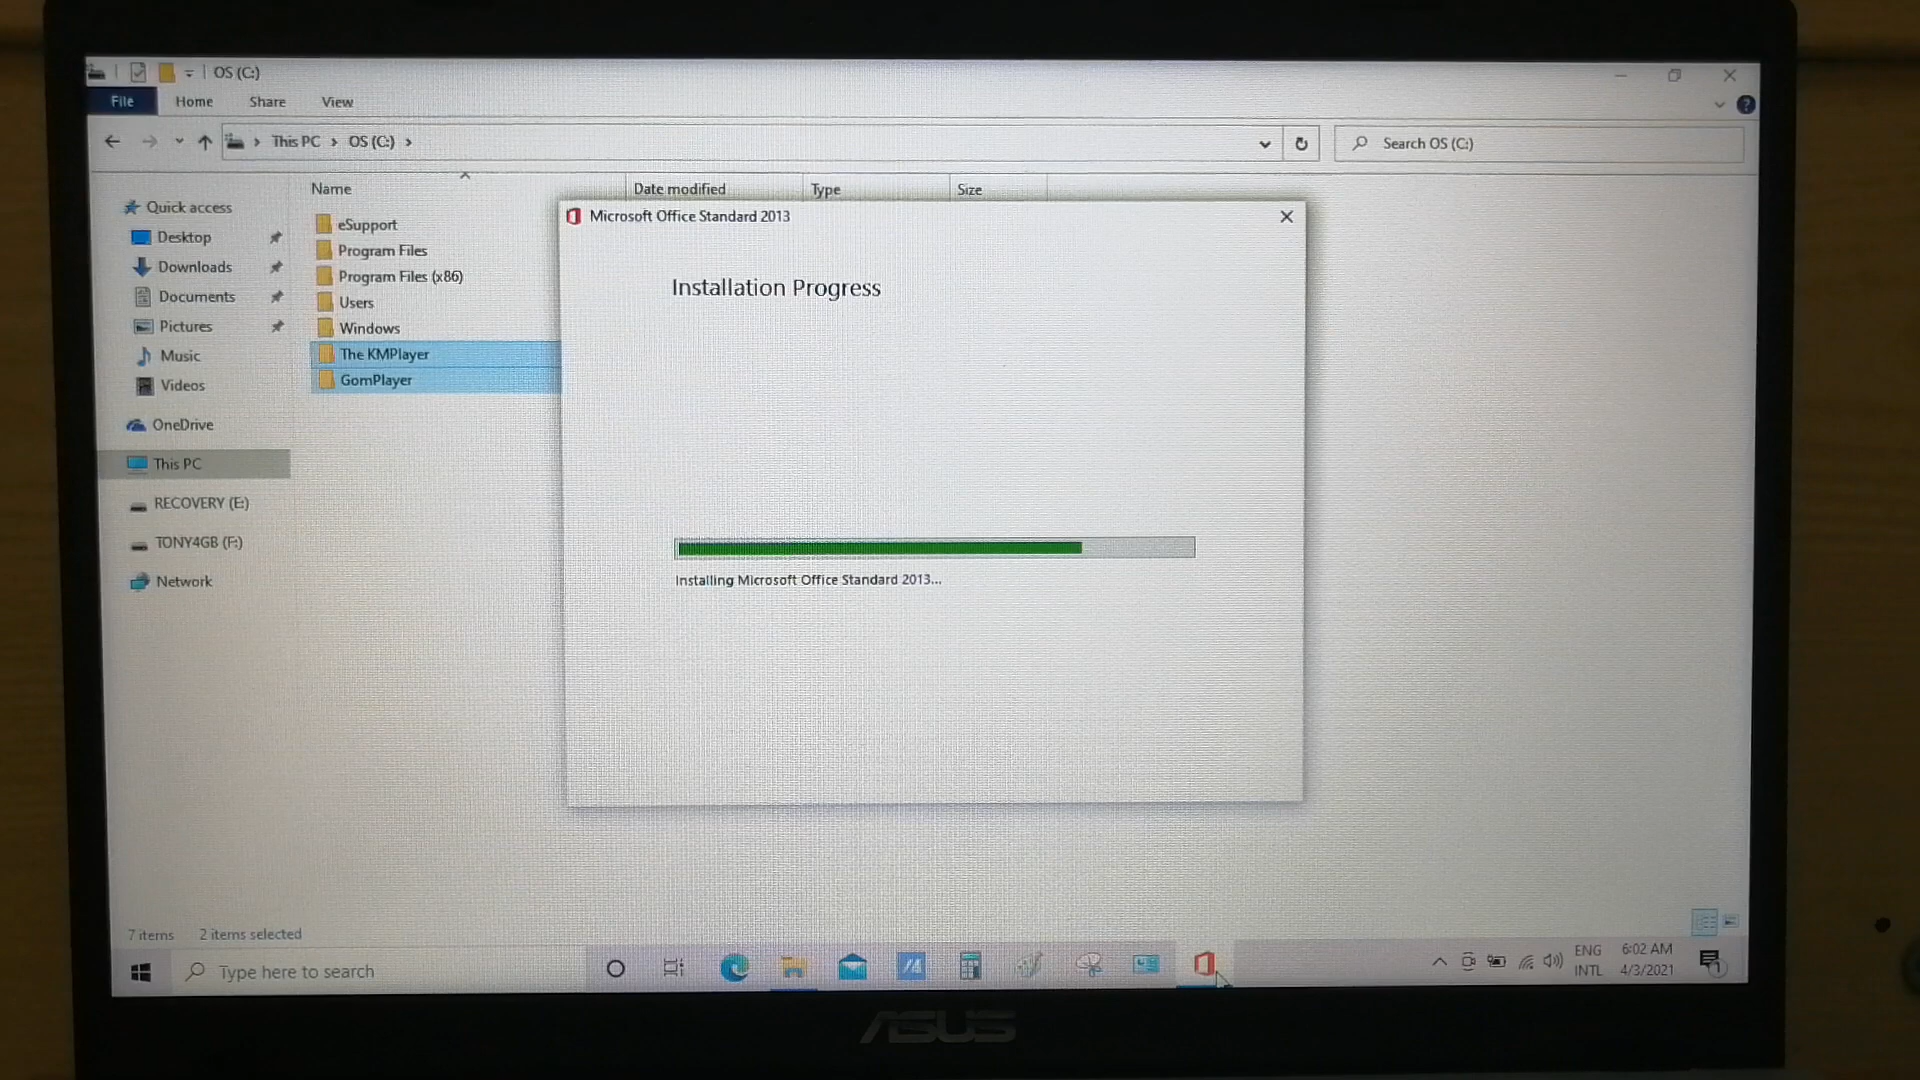 OS (C:)
File Home Share View
This PC OS (C:)
Search OS (C:)
Name Date modified Type Size
Quick access
Desktop
Downloads
Documents
Pictures
Music
Videos
OneDrive
This PC
RECOVERY (E:)
TONY4GB (F:)
Network
eSupport
Program Files
Program Files (x86)
Users
Windows
The KMPlayer
GomPlayer
Microsoft Office Standard 2013
Installation Progress
Installing Microsoft Office Standard 2013...
7 items 2 items selected
Type here to search
ENG
INTL
6:02 AM
4/3/2021
1
ASUS